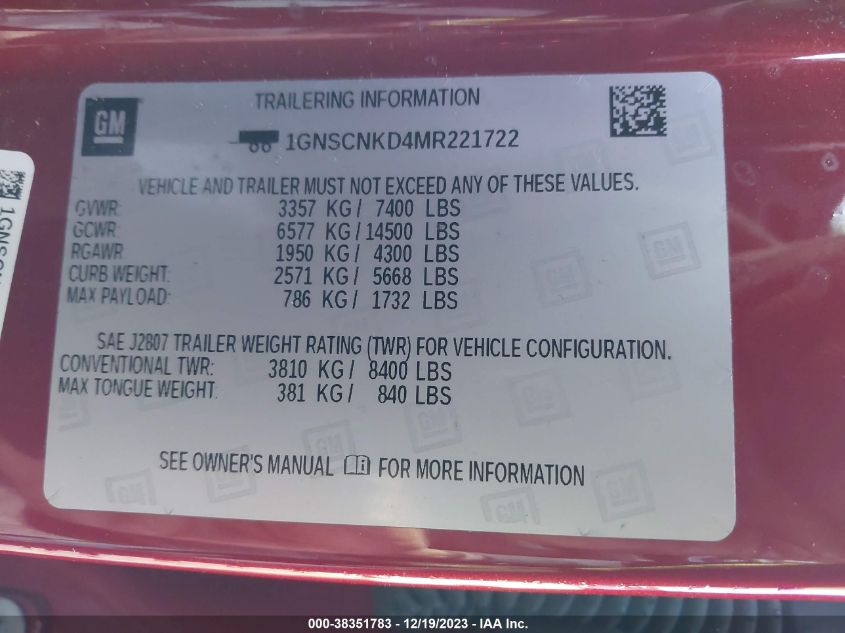 GM
TRAILERING INFORMATION
1GNSCNKD4MR221722
VEHICLE AND TRAILER MUST NOT EXCEED ANY OF THESE VALUES.
GVWR: 3357 KG/ 7400 LBS
GCWR: 6577 KG/14500 LBS
RGAWR: 1950 KG/ 4300 LBS
CURB WEIGHT: 2571 KG/ 5668 LBS
MAX PAYLOAD: 786 KG/ 1732 LBS
SAE J2807 TRAILER WEIGHT RATING (TWR) FOR VEHICLE CONFIGURATION.
CONVENTIONAL TWR: 3810 KG/ 8400 LBS
MAX TONGUE WEIGHT: 381 KG/ 840 LBS
SEE OWNER'S MANUAL FOR MORE INFORMATION
000-38351783 - 12/19/2023 - IAA Inc.